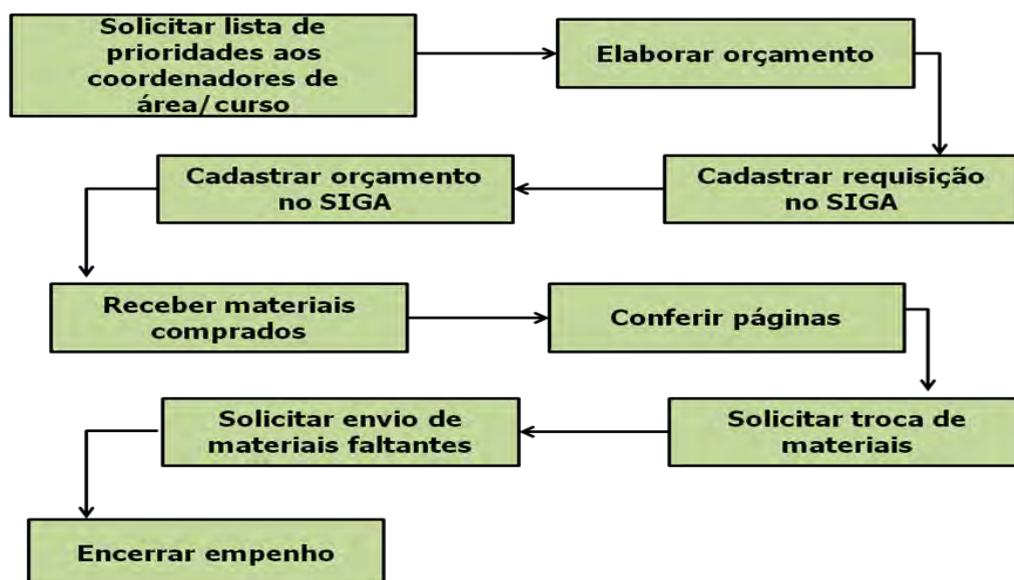 Solicitar lista de
prioridades aos
coordenadores de
área/curso
Elaborar orçamento
Cadastrar requisição
no SIGA
Cadastrar orçamento
no SIGA
Receber materiais
comprados
Conferir páginas
Solicitar troca de
materiais
Solicitar envio de
materiais faltantes
Encerrar empenho